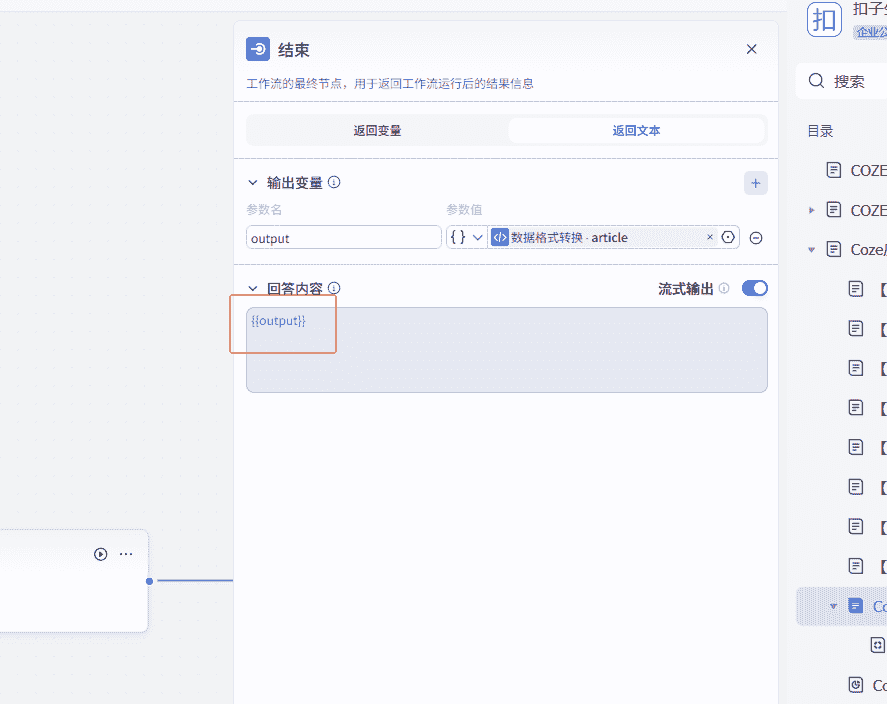 结束
工作流的最终节点，用于返回工作流运行后的结果信息
返回变量
返回文本
输出变量
参数名
参数值
output
{ }
数据格式转换 · article
回答内容
流式输出
{{output}}
扣
扣子
搜索
目录
COZE
COZE
Coze
Co
Co